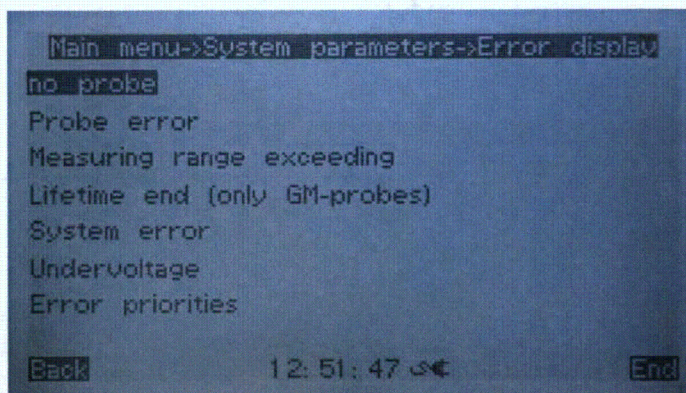 Main menu->System parameters->Error display
no probe
Probe error
Measuring range exceeding
Lifetime end (only GM-probes)
System error
Undervoltage
Error priorities
Back 12:51:47 End